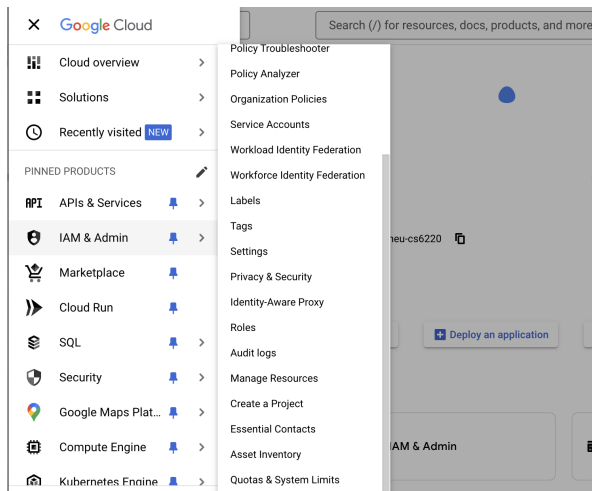 Google Cloud
Search (/) for resources, docs, products, and more
Cloud overview
Solutions
Recently visited NEW
PINNED PRODUCTS
API APIs & Services
IAM & Admin
Marketplace
Cloud Run
SQL
Security
Google Maps Plat...
Compute Engine
Kubernetes Engine
Policy Troubleshooter
Policy Analyzer
Organization Policies
Service Accounts
Workload Identity Federation
Workforce Identity Federation
Labels
Tags
Settings
Privacy & Security
Identity-Aware Proxy
Roles
Audit logs
Manage Resources
Create a Project
Essential Contacts
Asset Inventory
Quotas & System Limits
neu-cs6220
Deploy an application
IAM & Admin